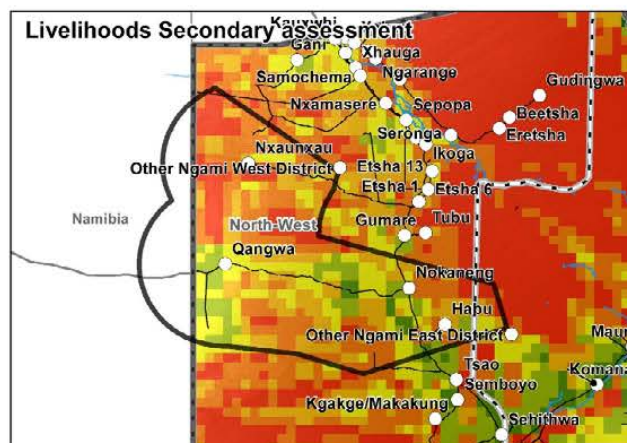 Livelihoods Secondary assessment
Gani
Xhauga
Samochema
Ngarange
Gudingwa
Nxamasere
Sepopa
Beetsha
Seronga
Eretsha
Nxaunxau
Ikoga
Other Ngami West District
Etsha 13
Etsha 1
Etsha 6
Namibia
North-West
Gumare
Tubu
Qangwa
Nokaneng
Habu
Other Ngami East District
Maun
Tsao
Komana
Semboyo
Kgakge/Makakung
Sehithwa